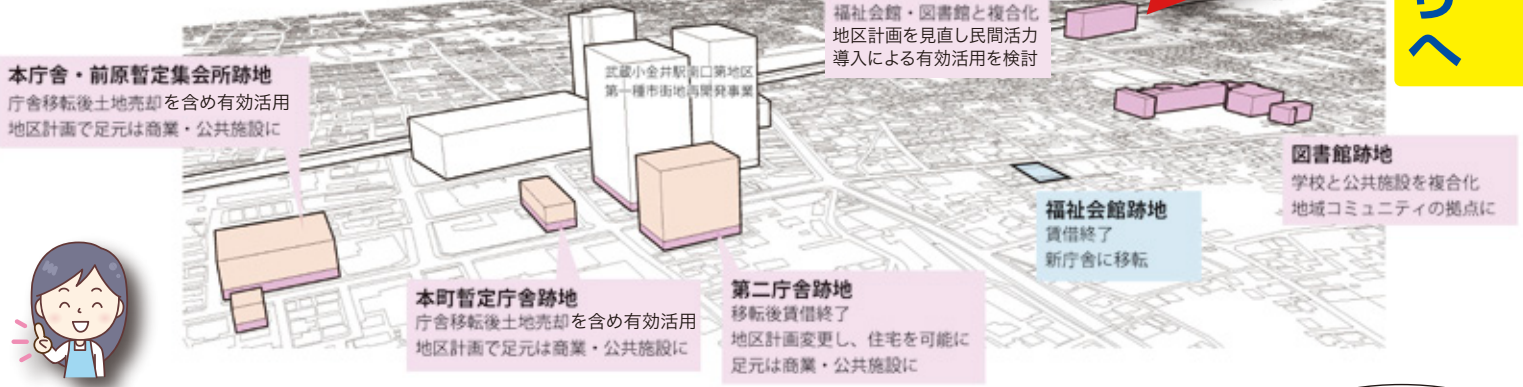 りへ
福祉会館・図書館と複合化
地区計画を見直し民間活力
導入による有効活用を検討
本庁舎・前原暫定集会所跡地
庁舎移転後土地売却を含め有効活用
地区計画で足元は商業・公共施設に
武蔵小金井駅南口第地区
第一種市街地再開発事業
図書館跡地
学校と公共施設を複合化
地域コミュニティの拠点に
福祉会館跡地
賃借終了
新庁舎に移転
本町暫定庁舎跡地
庁舎移転後土地売却を含め有効活用
地区計画で足元は商業・公共施設に
第二庁舎跡地
移転後賃借終了
地区計画変更し、住宅を可能に
足元は商業・公共施設に